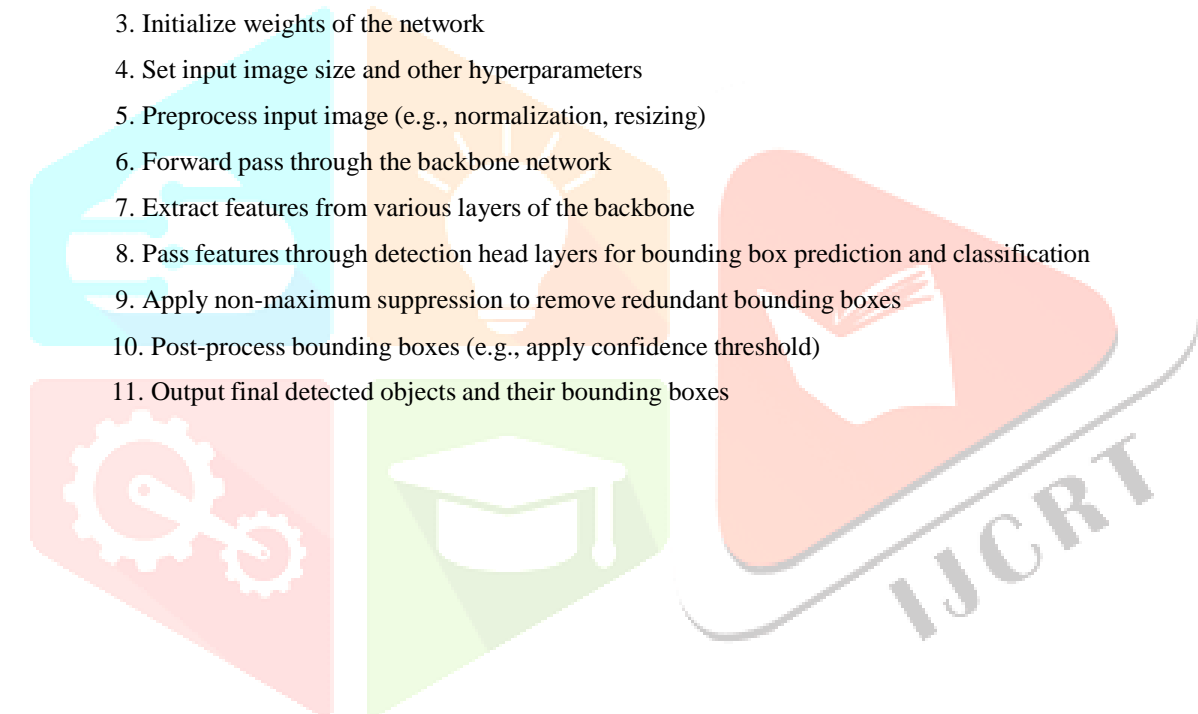 3. Initialize weights of the network
4. Set input image size and other hyperparameters
5. Preprocess input image (e.g., normalization, resizing)
6. Forward pass through the backbone network
7. Extract features from various layers of the backbone
8. Pass features through detection head layers for bounding box prediction and classification
9. Apply non-maximum suppression to remove redundant bounding boxes
10. Post-process bounding boxes (e.g., apply confidence threshold)
11. Output final detected objects and their bounding boxes
IJCRT